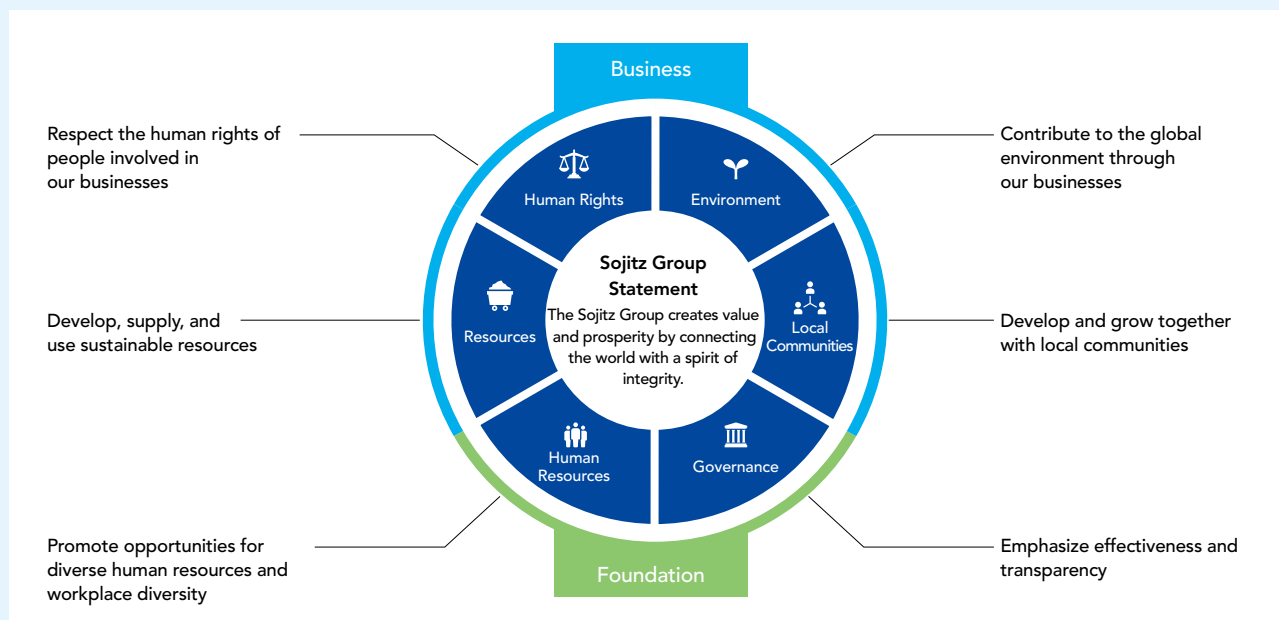 Business
Respect the human rights of
people involved in
our businesses
Contribute to the global
environment through
our businesses
Human Rights
Environment
Sojitz Group
Statement
The Sojitz Group creates value
and prosperity by connecting
the world with a spirit of
integrity.
Develop, supply, and
use sustainable resources
Resources
Local
Communities
Develop and grow together
with local communities
Human
Resources
Governance
Promote opportunities for
diverse human resources and
workplace diversity
Emphasize effectiveness and
transparency
Foundation